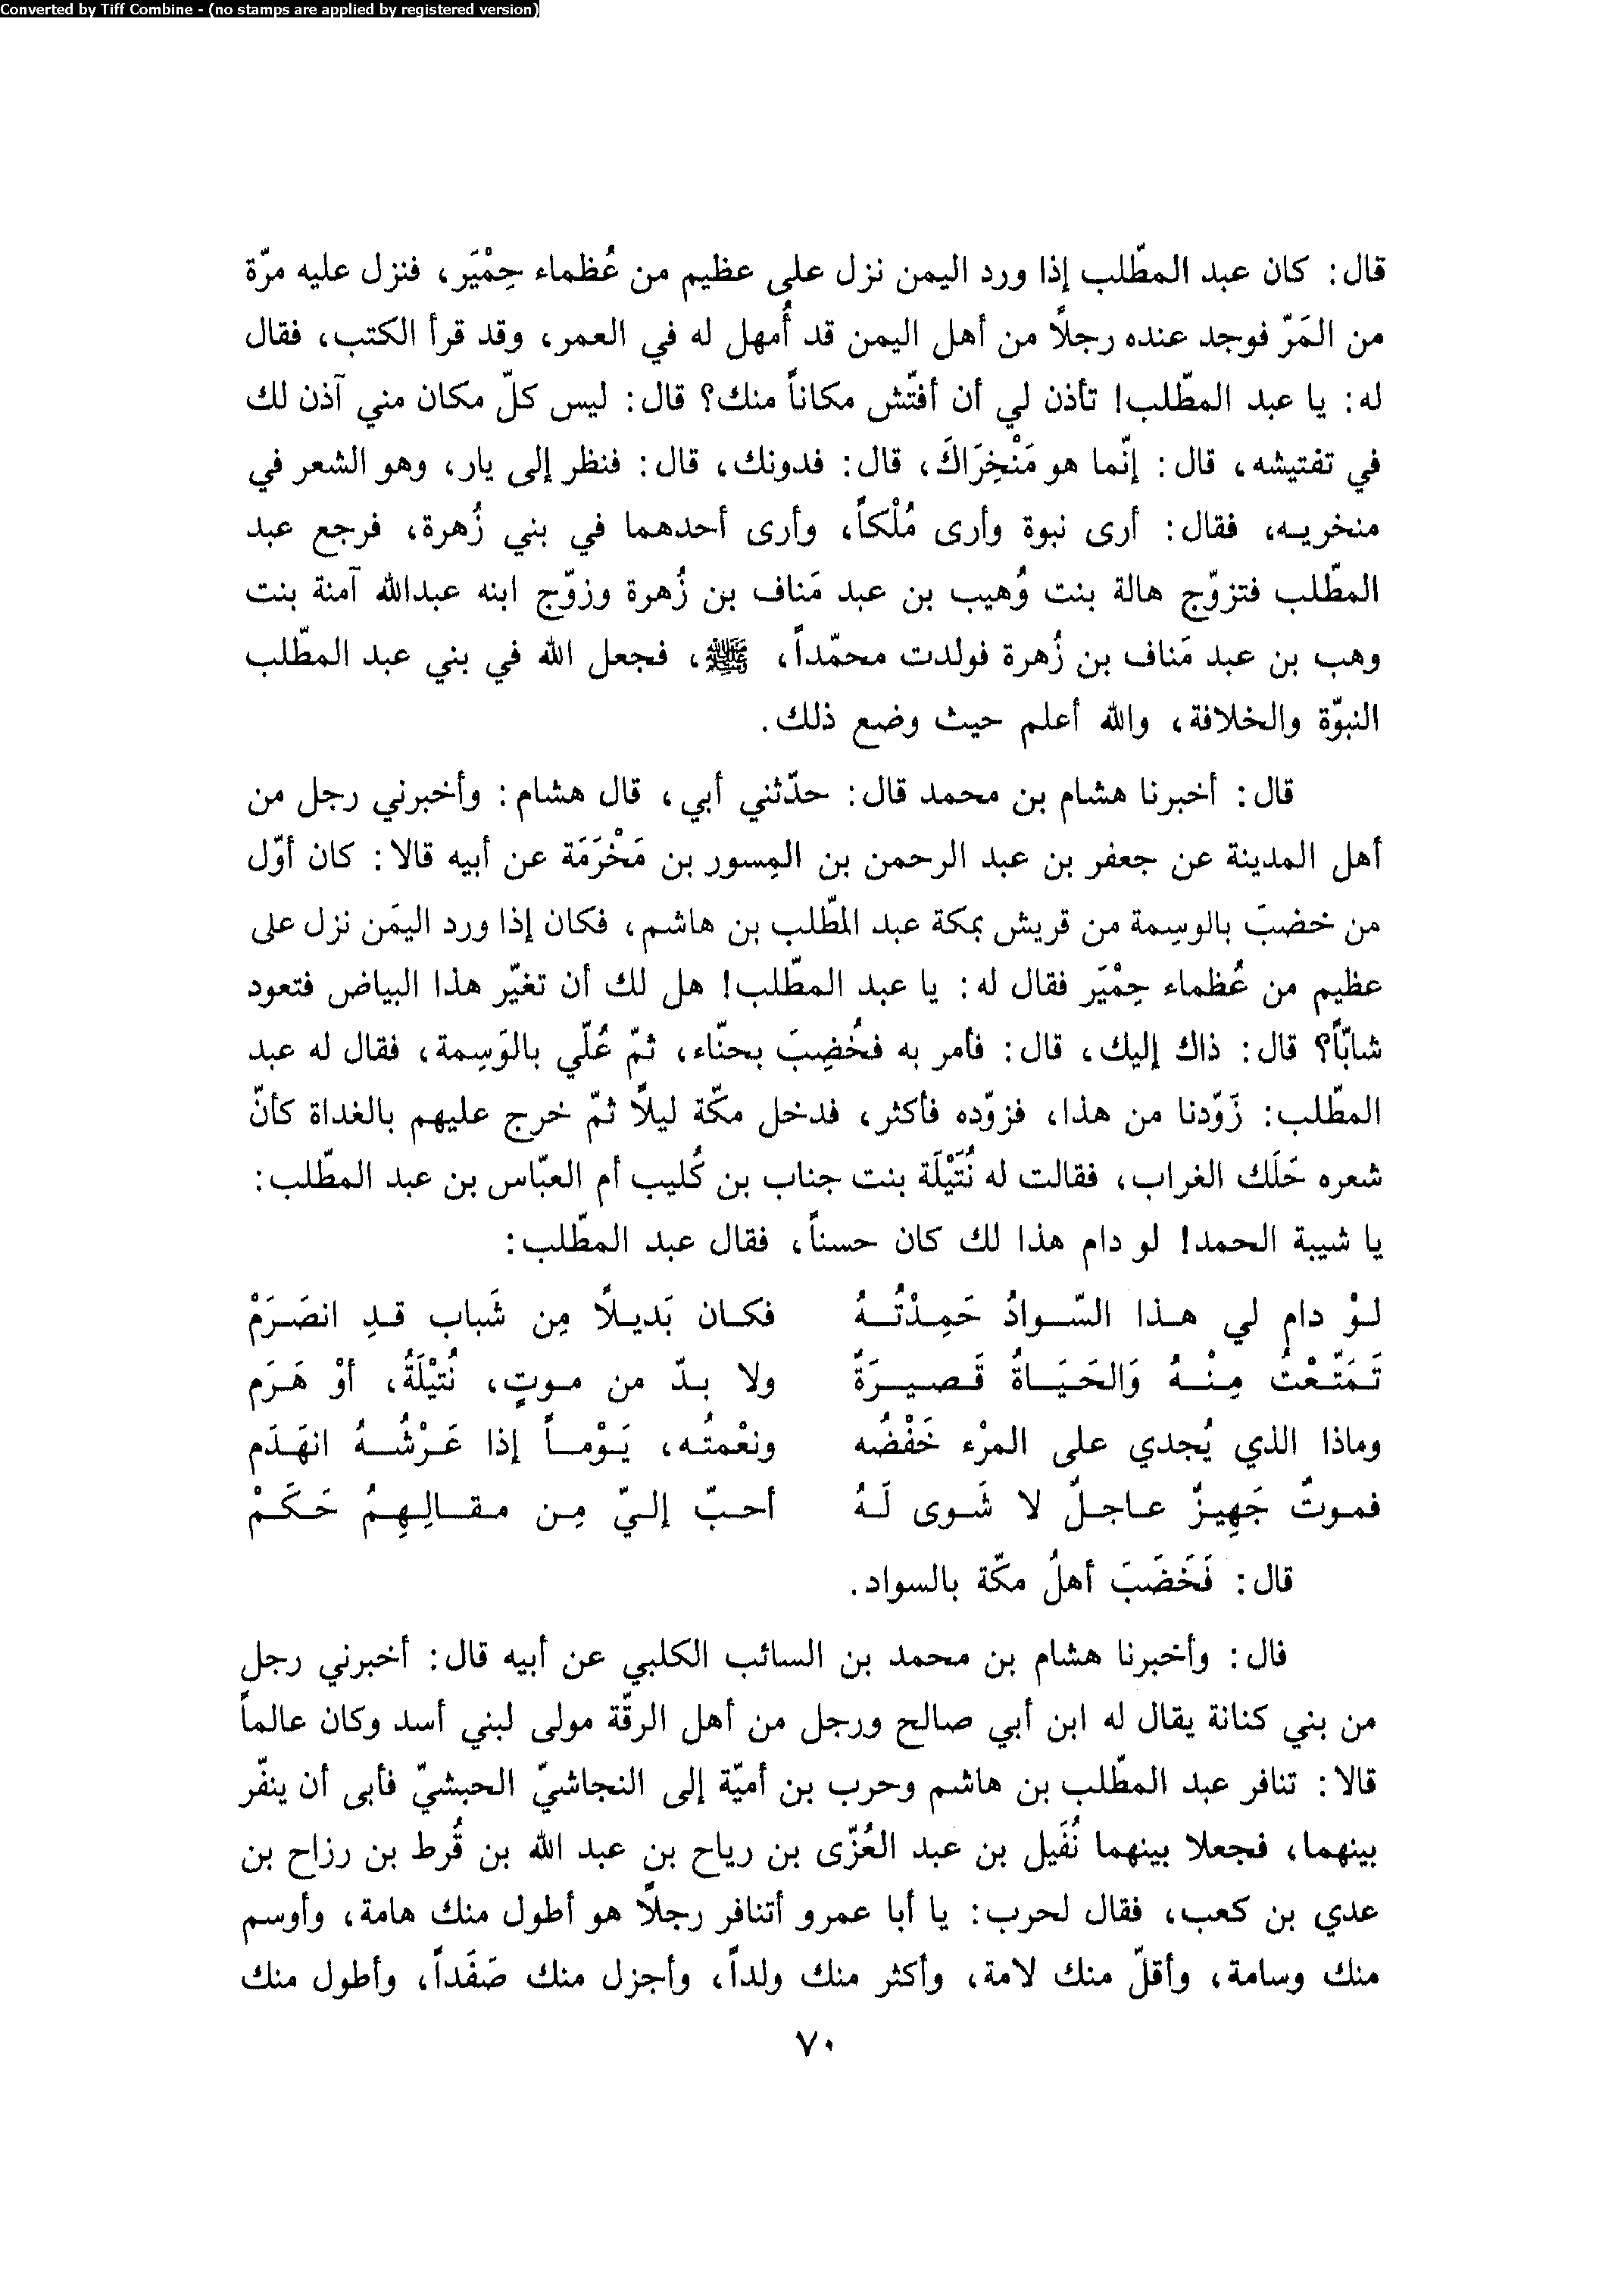 Converted by Tiff Combine - (no stamps are applied by registered version)
قال: كان عبد المطّلب إذا ورد اليمن نزل على عظيم من عُظماء حِمْيَر، فنزل عليه مرّة
من المَرّ فوجد عنده رجلاً من أهل اليمن قد أُمهل له في العمر، وقد قرأ الكتب، فقال
له: يا عبد المطّلب! تأذن لي أن أفتّش مكاناً منك؟ قال: ليس كلّ مكان مني آذن لك
في تفتيشه، قال: إنّما هو مَنْخِرَاكَ، قال: فدونك، قال: فنظر إلى يار، وهو الشعر في
منخريه، فقال: أرى نبوة وأرى مُلْكاً، وأرى أحدهما في بني زُهرة، فرجع عبد
المطّلب فتزوّج هالة بنت وُهيب بن عبد مَناف بن زُهرة وزوّج ابنه عبدالله آمنة بنت
وهب بن عبد مَناف بن زُهرة فولدت محمّداً، ﷺ، فجعل الله في بني عبد المطّلب
النبوّة والخلافة، والله أعلم حيث وضع ذلك.
قال: أخبرنا هشام بن محمد قال: حدّثني أبي، قال هشام: وأخبرني رجل من
أهل المدينة عن جعفر بن عبد الرحمن بن المِسور بن مَخْرَمَة عن أبيه قالا: كان أوّل
من خضبَ بالوسِمة من قريش بمكة عبد المطّلب بن هاشم، فكان إذا ورد اليمَن نزل على
عظيم من عُظماء حِمْيَر فقال له: يا عبد المطّلب! هل لك أن تغيّر هذا البياض فتعود
شابّاً؟ قال: ذاك إليك، قال: فأمر به فخُضِبَ بحنّاء، ثمّ عُلّي بالوَسِمة، فقال له عبد
المطّلب: زَوّدنا من هذا، فزوّده فأكثر، فدخل مكّة ليلاً ثمّ خرج عليهم بالغداة كأنّ
شعره حَلَك الغراب، فقالت له نُتَيْلَة بنت جناب بن كُليب أم العبّاس بن عبد المطّلب:
يا شيبة الحمد! لو دام هذا لك كان حسناً، فقال عبد المطّلب:
لوْ دام لي هذا السّوادُ حَمِدْتُهُ فكان بَديلاً مِن شَباب قدِ انصَرَمْ
تَمَتّعْتُ مِنْهُ وَالحَيَاةُ قَصيرَةٌ ولا بدّ من موتٍ، نُتيْلَةُ، أوْ هَرَم
وماذا الذي يُجدي على المرْء خَفْضُه ونعْمتُه، يَوْماً إذا عَرْشُهُ انهَدَم
فموتٌ جَهِيزٌ عاجلٌ لا شَوى لَهُ أحبّ إليّ مِن مقالِهِمُ حَكَمْ
قال: فَخَضَبَ أهلُ مكّة بالسواد.
قال: وأخبرنا هشام بن محمد بن السائب الكلبي عن أبيه قال: أخبرني رجل
من بني كنانة يقال له ابن أبي صالح ورجل من أهل الرقّة مولى لبني أسد وكان عالماً
قالا: تنافر عبد المطّلب بن هاشم وحرب بن أميّة إلى النجاشيّ الحبشيّ فأبى أن ينفّر
بينهما، فجعلا بينهما نُفَيل بن عبد العُزّى بن رياح بن عبد الله بن قُرط بن رزاح بن
عدي بن كعب، فقال لحرب: يا أبا عمرو أتنافر رجلاً هو أطول منك هامة، وأوسم
منك وسامة، وأقلّ منك لامة، وأكثر منك ولداً، وأجزل منك صَفَداً، وأطول منك
٧٠